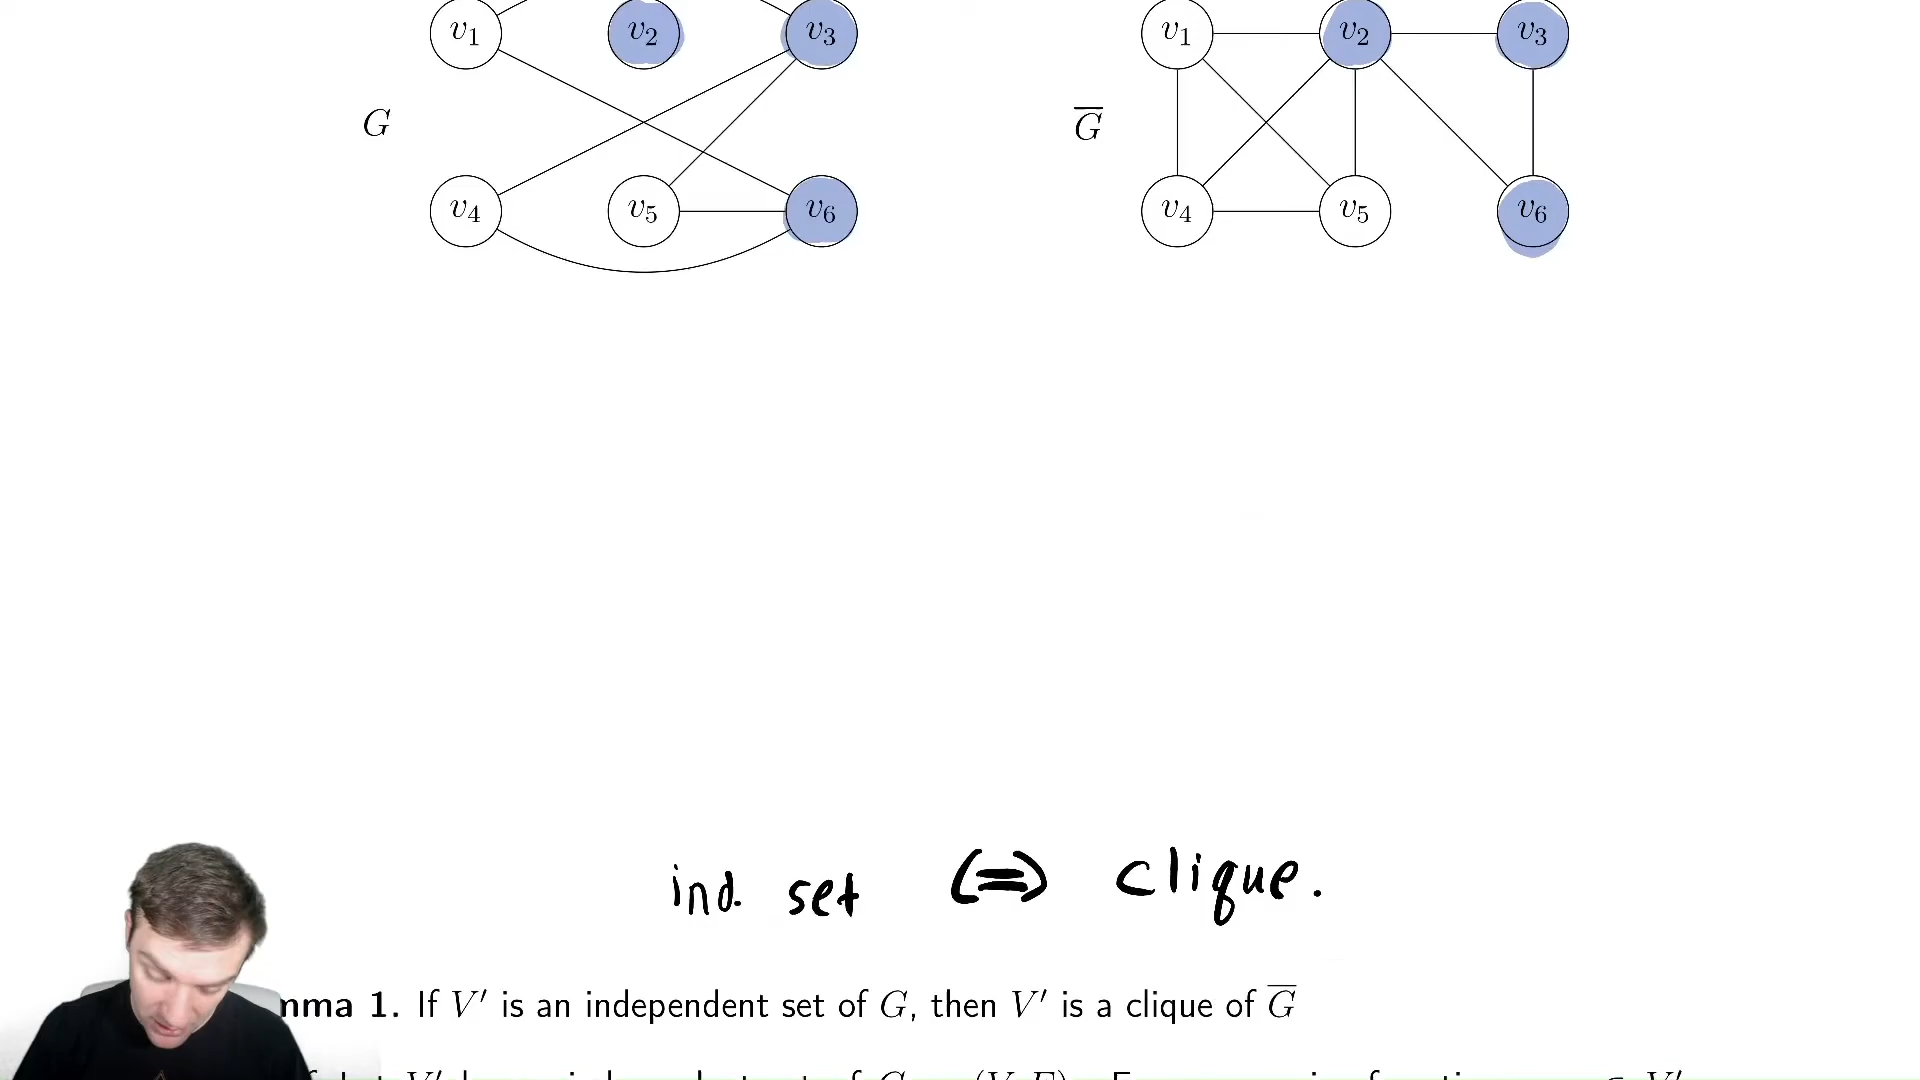 v₁ v₂ v₃ v₁ v₂ v₃
G G̅
v₄ v₅ v₆ v₄ v₅ v₆
ind. set (=) clique.
mma 1. If V′ is an independent set of G, then V′ is a clique of G̅